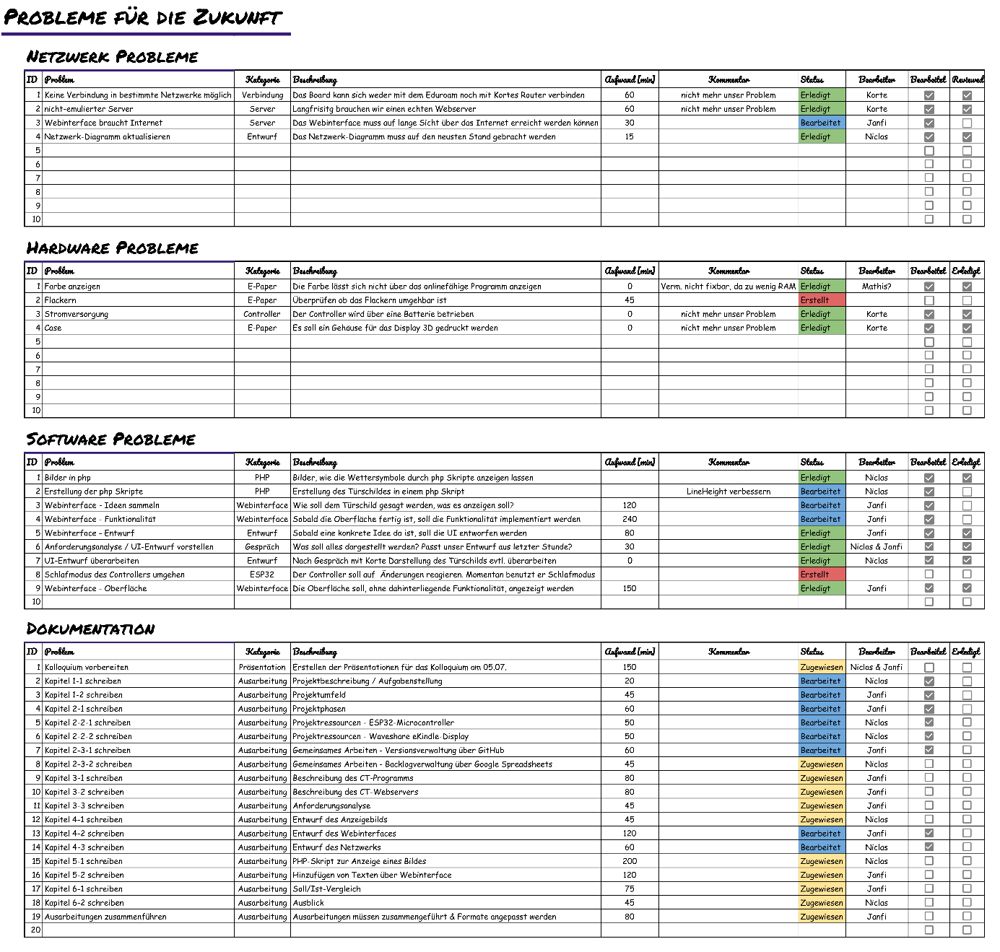 Probleme für die Zukunft
Netzwerk Probleme
ID Problem Kategorie Beschreibung Aufwand [min] Kommentar Status Bearbeiter Bearbeitet Reviewed
1 Keine Verbindung in bestimmte Netzwerke möglich Verbindung Das Board kann sich weder mit dem Eduroam noch mit Kortes Router verbinden 60 nicht mehr unser Problem Erledigt Korte
2 nicht-emulierter Server Server Langfrisitg brauchen wir einen echten Webserver 60 nicht mehr unser Problem Erledigt Korte
3 Webinterface braucht Internet Server Das Webinterface muss auf lange Sicht über das Internet erreicht werden können 30 Bearbeitet Janfi
4 Netzwerk-Diagramm aktualisieren Entwurf Das Netzwerk-Diagramm muss auf den neusten Stand gebracht werden 15 Erledigt Niclas
5
6
7
8
9
10
Hardware Probleme
ID Problem Kategorie Beschreibung Aufwand [min] Kommentar Status Bearbeiter Bearbeitet Erledigt
1 Farbe anzeigen E-Paper Die Farbe lässt sich nicht über das onlinefähige Programm anzeigen 0 Verm. nicht fixbar, da zu wenig RAM Erledigt Mathis?
2 Flackern E-Paper Überprüfen ob das Flackern umgehbar ist 45 Erstellt
3 Stromversorgung Controller Der Controller wird über eine Batterie betrieben 0 nicht mehr unser Problem Erledigt Korte
4 Case E-Paper Es soll ein Gehäuse für das Display 3D gedruckt werden 0 nicht mehr unser Problem Erledigt Korte
5
6
7
8
9
10
Software Probleme
ID Problem Kategorie Beschreibung Aufwand [min] Kommentar Status Bearbeiter Bearbeitet Erledigt
1 Bilder in php PHP Bilder, wie die Wettersymbole durch php Skripte anzeigen lassen Erledigt Niclas
2 Erstellung der php Skripte PHP Erstellung des Türschildes in einem php Skript LineHeight verbessern Bearbeitet Niclas
3 Webinterface - Ideen sammeln Webinterface Wie soll dem Türschild gesagt werden, was es anzeigen soll? 120 Bearbeitet Janfi
4 Webinterface - Funktionalität Webinterface Sobald die Oberfläche fertig ist, soll die Funktionalität implementiert werden 240 Bearbeitet Janfi
5 Webinterface - Entwurf Entwurf Sobald eine konkrete Idee da ist, soll die UI entworfen werden 80 Erledigt Janfi
6 Anforderungsanalyse / UI-Entwurf vorstellen Gespräch Was soll alles dargestellt werden? Passt unser Entwurf aus letzter Stunde? 30 Erledigt Niclas & Janfi
7 UI-Entwurf überarbeiten Entwurf Nach Gespräch mit Korte Darstellung des Türschilds evtl. überarbeiten 0 Erledigt Niclas
8 Schlafmodus des Controllers umgehen ESP32 Der Controller soll auf Änderungen reagieren. Momentan benutzt er Schlafmodus Erstellt
9 Webinterface - Oberfläche Webinterface Die Oberfläche soll, ohne dahinterliegende Funktionalität, angezeigt werden 150 Erledigt Janfi
10
Dokumentation
ID Problem Kategorie Beschreibung Aufwand [min] Kommentar Status Bearbeiter Bearbeitet Erledigt
1 Kolloquium vorbereiten Präsentation Erstellen der Präsentationen für das Kolloquium am 05.07. 150 Zugewiesen Niclas & Janfi
2 Kapitel 1-1 schreiben Ausarbeitung Projektbeschreibung / Aufgabenstellung 20 Bearbeitet Niclas
3 Kapitel 1-2 schreiben Ausarbeitung Projektumfeld 45 Bearbeitet Janfi
4 Kapitel 2-1 schreiben Ausarbeitung Projektphasen 60 Bearbeitet Janfi
5 Kapitel 2-2-1 schreiben Ausarbeitung Projektressourcen - ESP32-Microcontroller 50 Bearbeitet Niclas
6 Kapitel 2-2-2 schreiben Ausarbeitung Projektressourcen - Waveshare eKindle-Display 50 Bearbeitet Niclas
7 Kapitel 2-3-1 schreiben Ausarbeitung Gemeinsames Arbeiten - Versionsverwaltung über GitHub 60 Bearbeitet Janfi
8 Kapitel 2-3-2 schreiben Ausarbeitung Gemeinsames Arbeiten - Backlogverwaltung über Google Spreadsheets 45 Zugewiesen Niclas
9 Kapitel 3-1 schreiben Ausarbeitung Beschreibung des CT-Programms 80 Zugewiesen Janfi
10 Kapitel 3-2 schreiben Ausarbeitung Beschreibung des CT-Webservers 80 Zugewiesen Janfi
11 Kapitel 3-3 schreiben Ausarbeitung Anforderungsanalyse 45 Zugewiesen Janfi
12 Kapitel 4-1 schreiben Ausarbeitung Entwurf des Anzeigebilds 45 Zugewiesen Niclas
13 Kapitel 4-2 schreiben Ausarbeitung Entwurf des Webinterfaces 120 Bearbeitet Janfi
14 Kapitel 4-3 schreiben Ausarbeitung Entwurf des Netzwerks 60 Bearbeitet Niclas
15 Kapitel 5-1 schreiben Ausarbeitung PHP-Skript zur Anzeige eines Bildes 200 Zugewiesen Niclas
16 Kapitel 5-2 schreiben Ausarbeitung Hinzufügen von Texten über Webinterface 120 Zugewiesen Janfi
17 Kapitel 6-1 schreiben Ausarbeitung Soll/Ist-Vergleich 75 Zugewiesen Janfi
18 Kapitel 6-2 schreiben Ausarbeitung Ausblick 45 Zugewiesen Niclas
19 Ausarbeitungen zusammenführen Ausarbeitung Ausarbeitungen müssen zusammengeführt & Formate angepasst werden 80 Zugewiesen Janfi
20